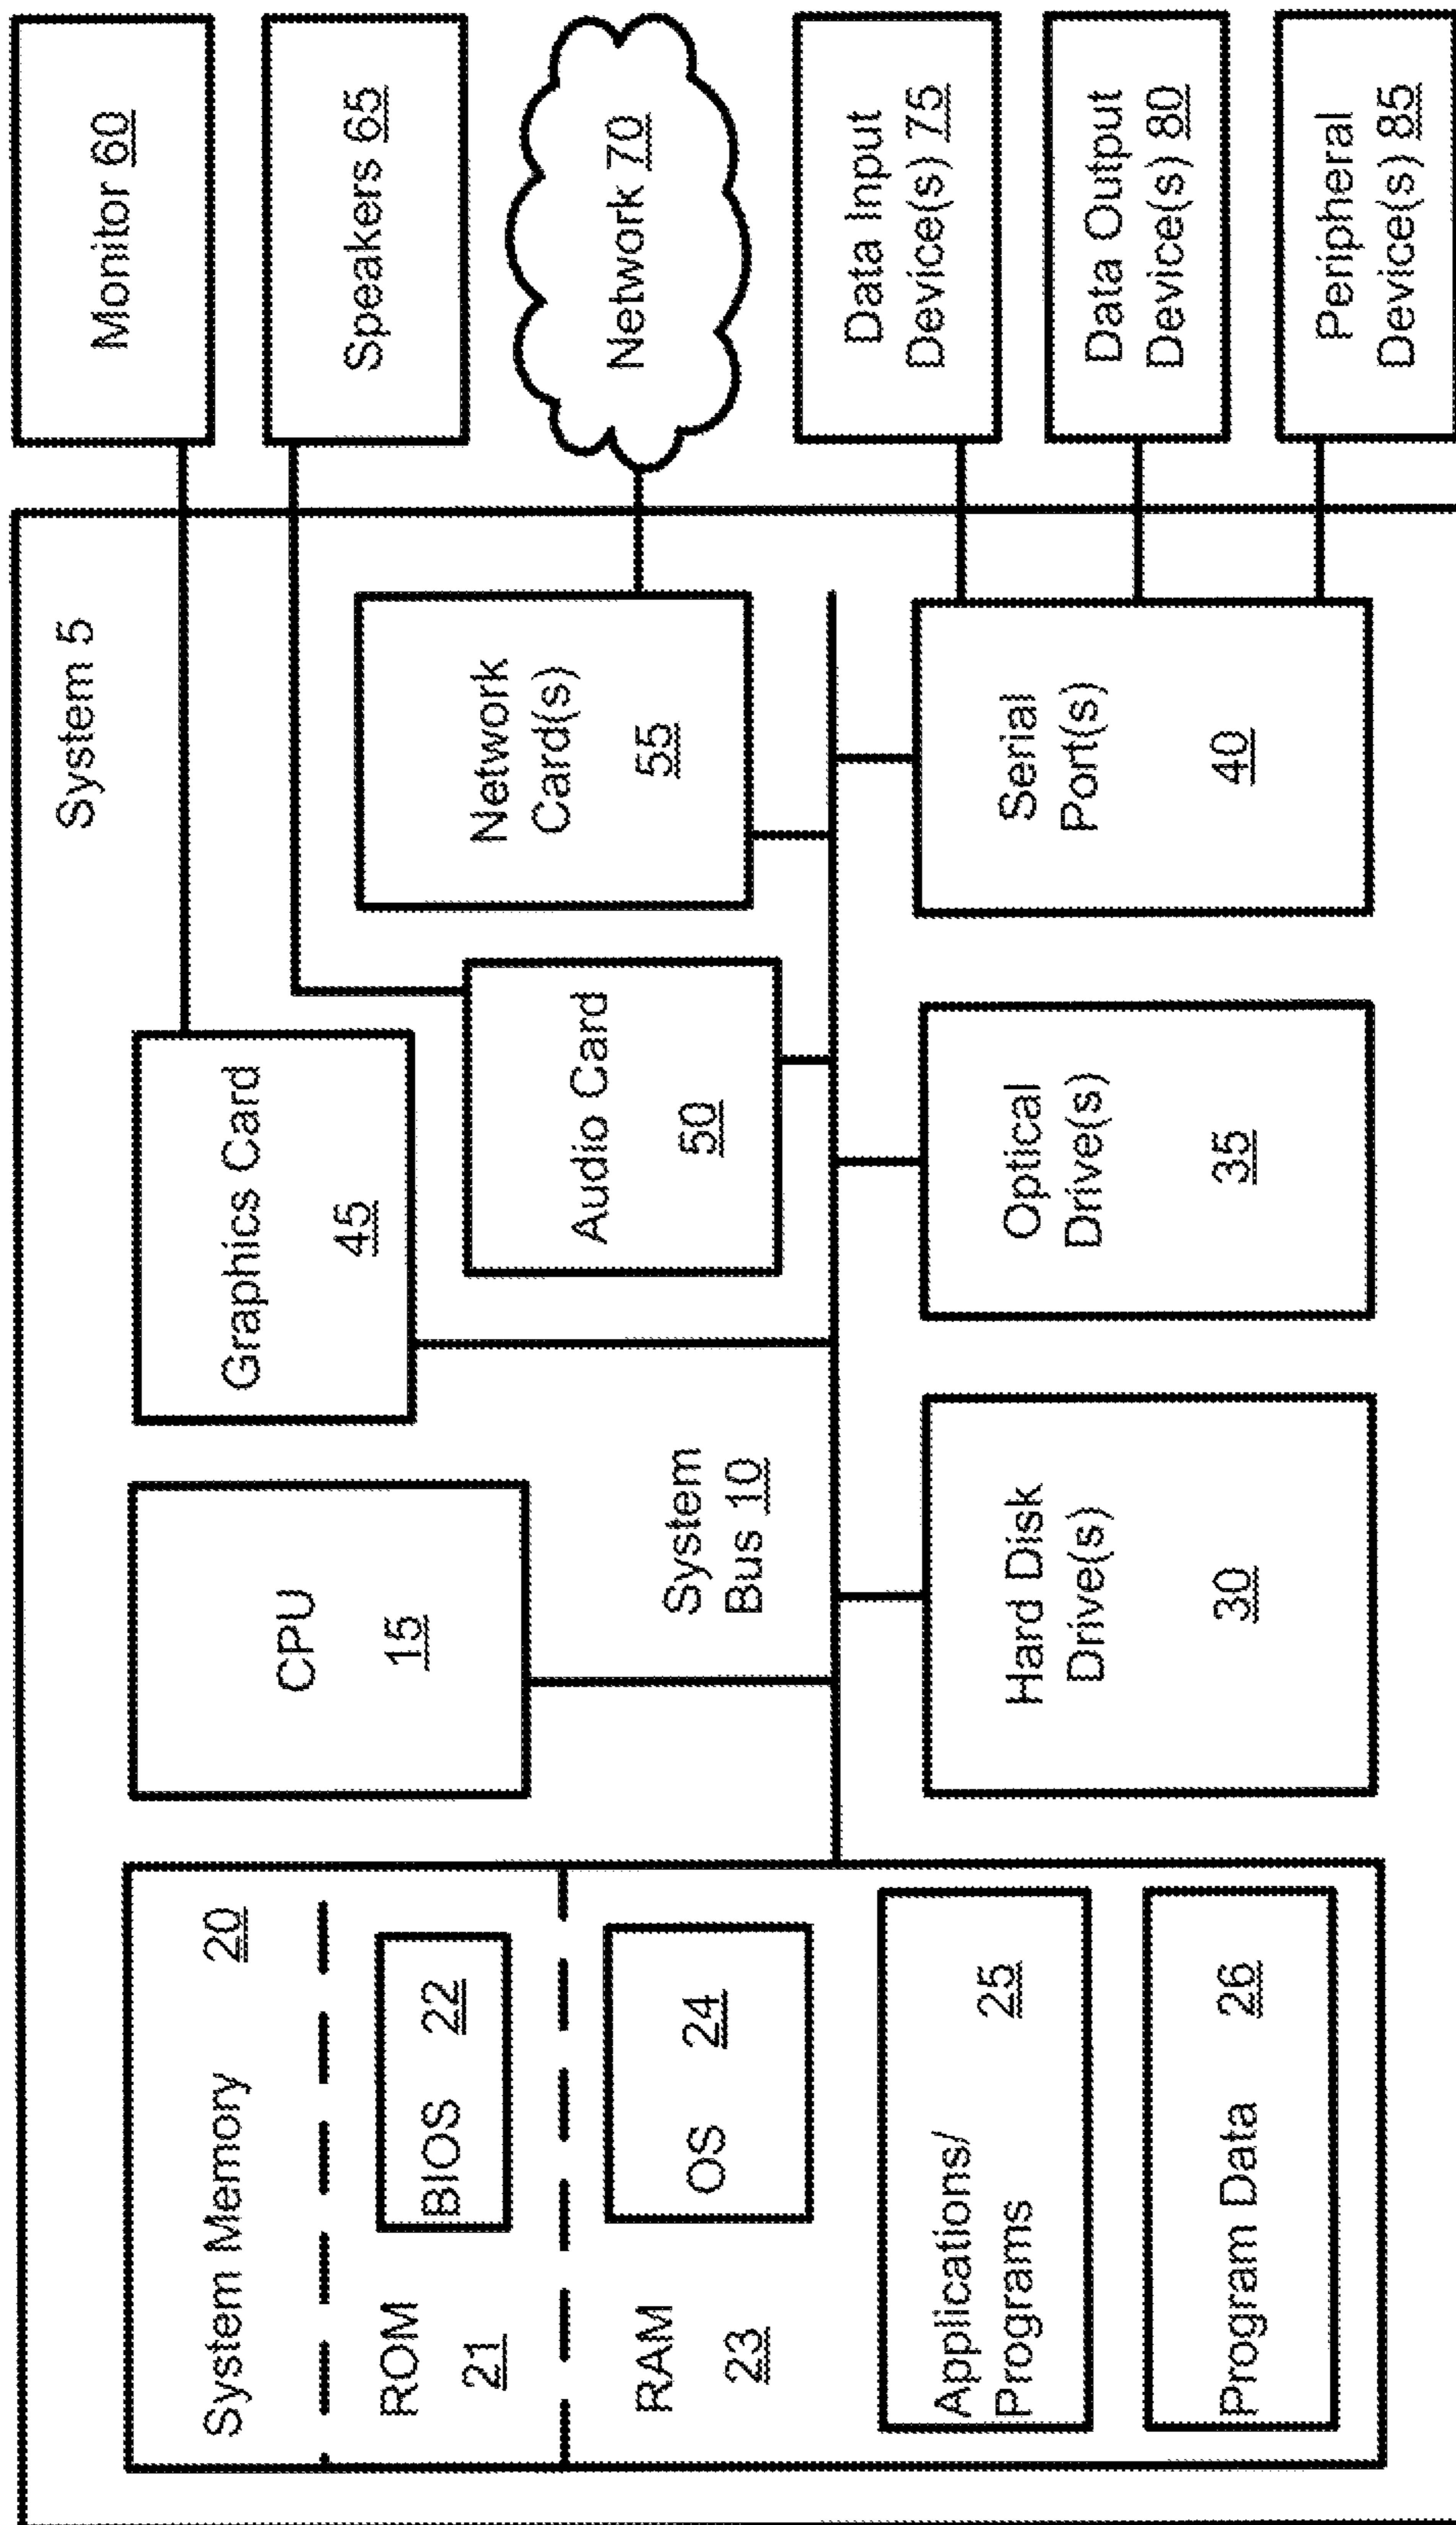 System 5
System Memory 20
ROM
21
BIOS 22
RAM
23
OS 24
Applications/
Programs
25
Program Data 26
CPU
15
System
Bus 10
Graphics Card
45
Audio Card
50
Network
Card(s)
55
Hard Disk
Drive(s)
30
Optical
Drive(s)
35
Serial
Port(s)
40
Monitor 60
Speakers 65
Network 70
Data Input
Device(s) 75
Data Output
Device(s) 80
Peripheral
Device(s) 85